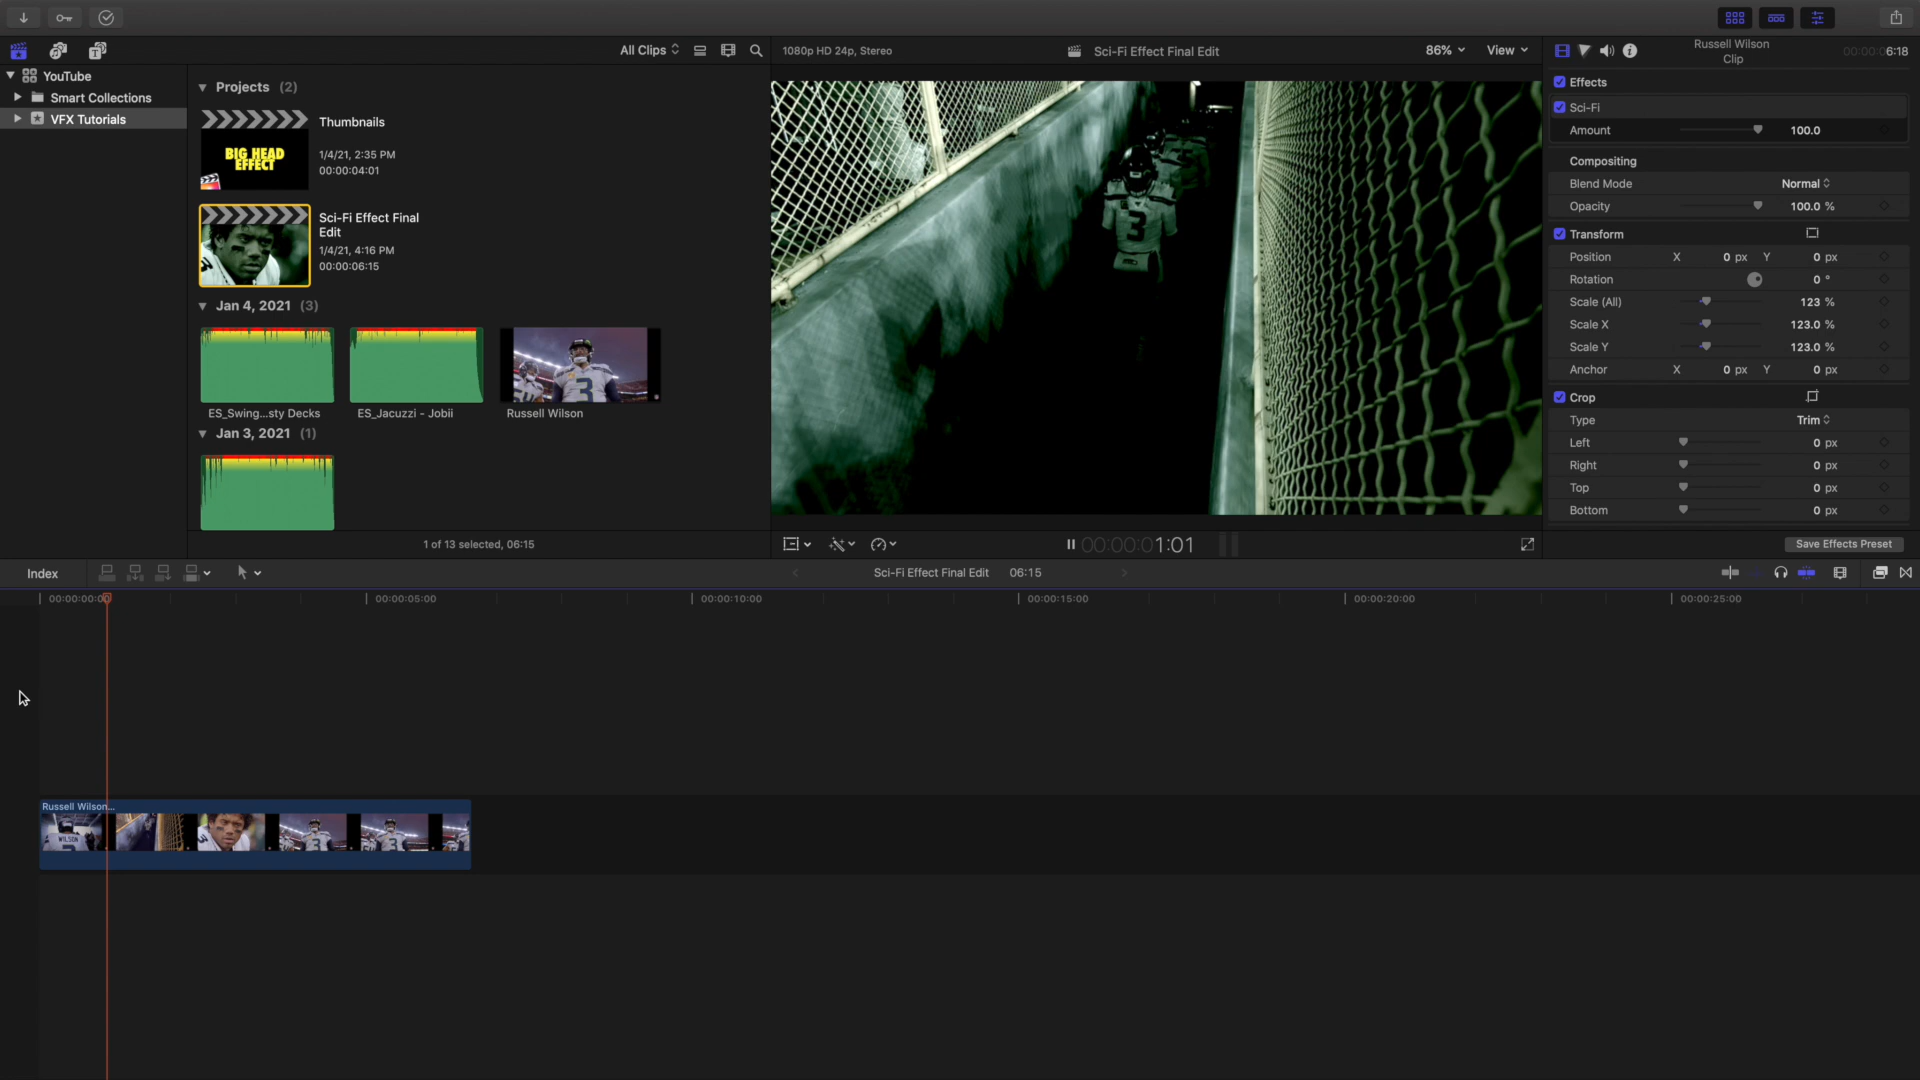 All Clips
1080p HD 24p, Stereo
Sci-Fi Effect Final Edit
86%
View
Russell Wilson
Clip
00:00:06:18
YouTube
Smart Collections
VFX Tutorials
Projects (2)
Thumbnails
BIG HEAD
EFFECT
1/4/21, 2:35 PM
00:00:04:01
Sci-Fi Effect Final
Edit
1/4/21, 4:16 PM
00:00:06:15
Jan 4, 2021 (3)
ES_Swing...sty Decks
ES_Jacuzzi - Jobii
Russell Wilson
Jan 3, 2021 (1)
1 of 13 selected, 06:15
3
00:00:01:01
Effects
Sci-Fi
Amount 100.0
Compositing
Blend Mode Normal
Opacity 100.0 %
Transform
Position X 0 px Y 0 px
Rotation 0 °
Scale (All) 123 %
Scale X 123.0 %
Scale Y 123.0 %
Anchor X 0 px Y 0 px
Crop
Type Trim
Left 0 px
Right 0 px
Top 0 px
Bottom 0 px
Save Effects Preset
Index
Sci-Fi Effect Final Edit 06:15
00:00:00:00
00:00:05:00
00:00:10:00
00:00:15:00
00:00:20:00
00:00:25:00
Russell Wilson...
WILSON
3